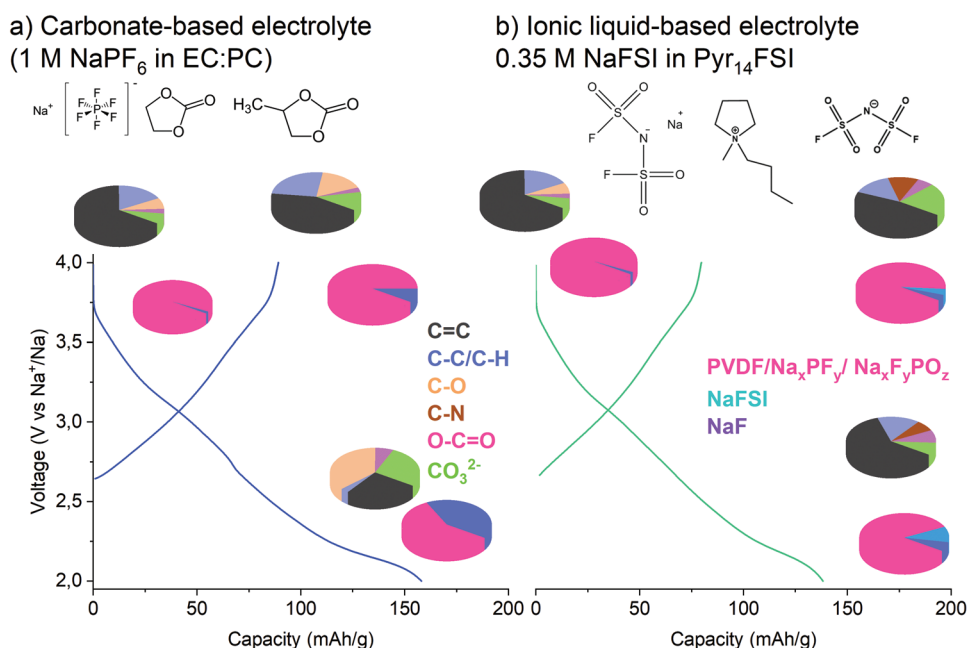 a) Carbonate-based electrolyte
(1 M NaPF6 in EC:PC)
b) Ionic liquid-based electrolyte
0.35 M NaFSI in Pyr14FSI
Na+ [F F F P F F F]-
O O O
H3C O O O
O O S F N- Na+ F S O O
N+
O O N⊖ S S F O O F
Voltage (V vs Na+/Na)
4,0
3,5
3,0
2,5
2,0
0 50 100 150 200
Capacity (mAh/g)
C=C
C-C/C-H
C-O
C-N
O-C=O
CO3 2-
PVDF/NaxPFy/ NaxFyPOz
NaFSI
NaF
0 50 100 150 200
Capacity (mAh/g)